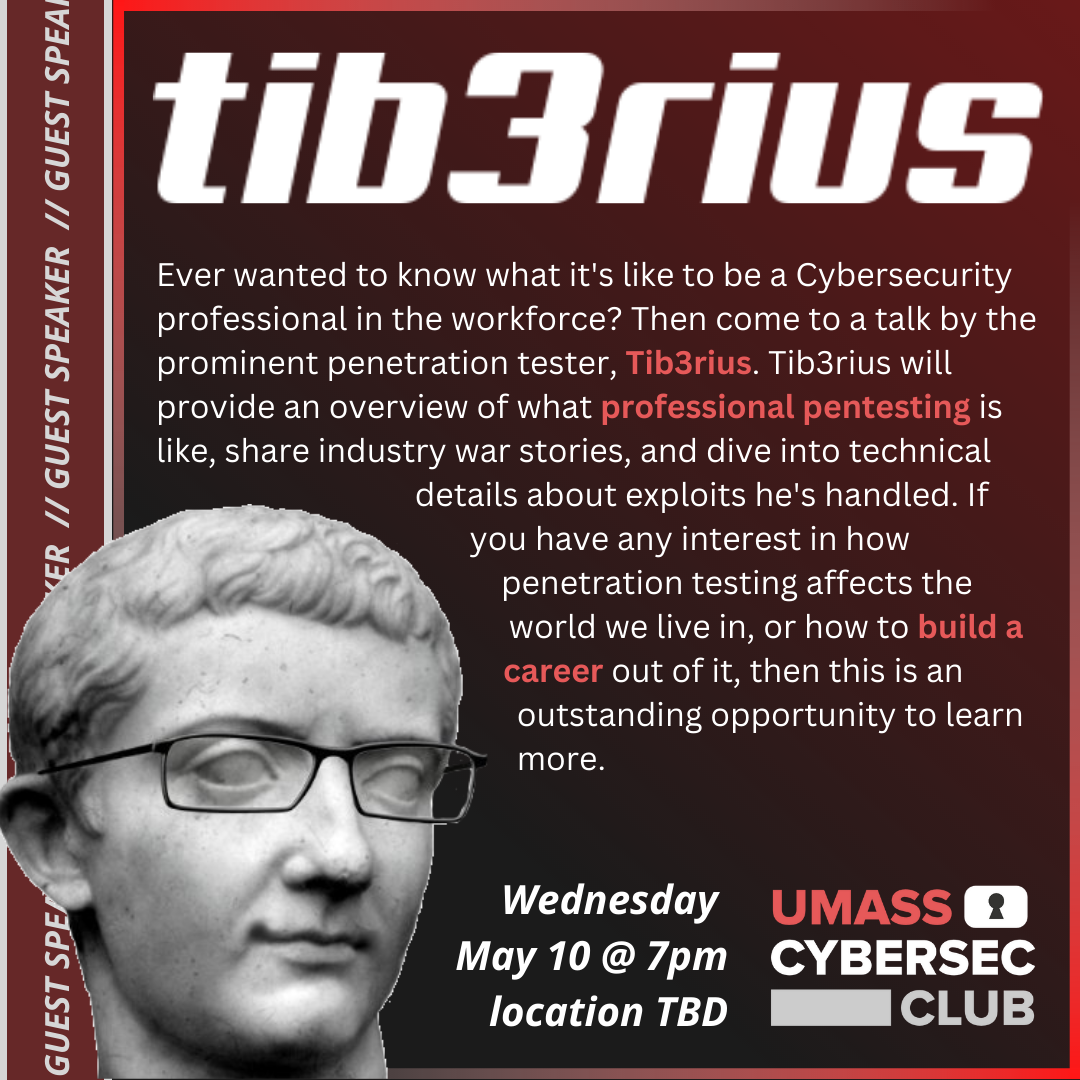 tib3rius
Ever wanted to know what it's like to be a Cybersecurity
professional in the workforce? Then come to a talk by the
prominent penetration tester, Tib3rius. Tib3rius will
provide an overview of what professional pentesting is
like, share industry war stories, and dive into technical
details about exploits he's handled. If
you have any interest in how
penetration testing affects the
world we live in, or how to build a
career out of it, then this is an
outstanding opportunity to learn
more.
Wednesday
May 10 @ 7pm
location TBD
UMASS
CYBERSEC
CLUB
GUEST SPEAKER // GUEST SPEAKER // GUEST SPEAKER // GUEST SPEAK